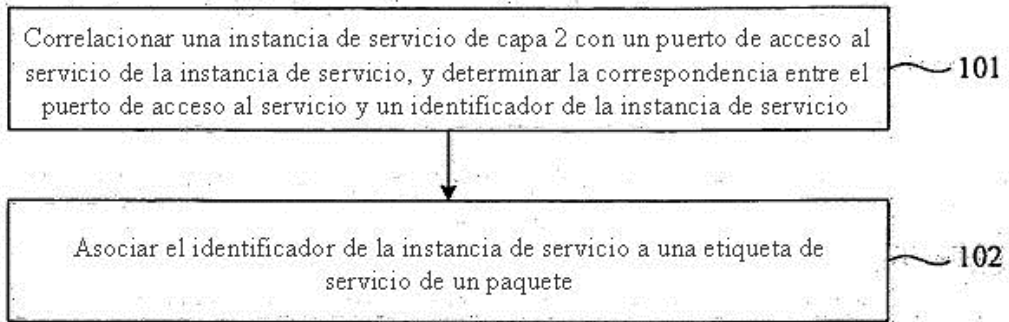 Correlacionar una instancia de servicio de capa 2 con un puerto de acceso al
servicio de la instancia de servicio, y determinar la correspondencia entre el
puerto de acceso al servicio y un identificador de la instancia de servicio
101
Asociar el identificador de la instancia de servicio a una etiqueta de
servicio de un paquete
102